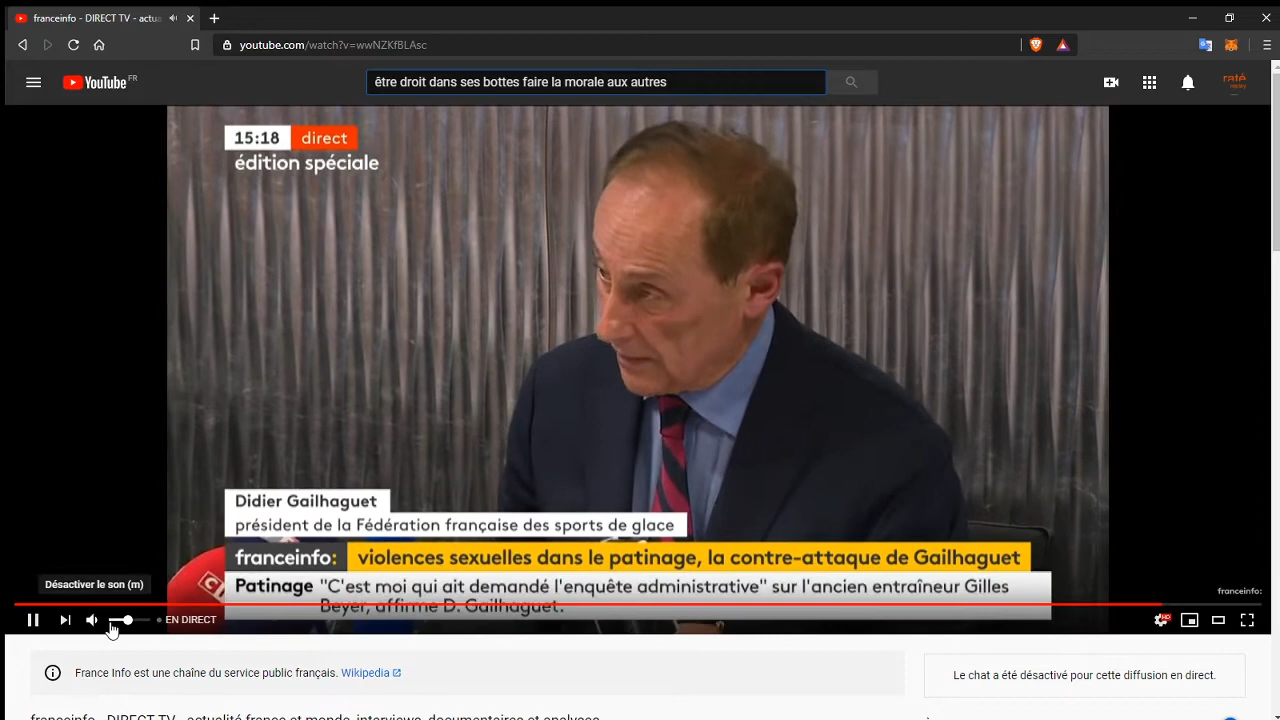 franceinfo - DIRECT TV - actua
youtube.com/watch?v=wwNZKfBLAsc
YouTube FR
être droit dans ses bottes faire la morale aux autres
raté
15:18 direct
édition spéciale
Didier Gailhaguet
président de la Fédération française des sports de glace
franceinfo: violences sexuelles dans le patinage, la contre-attaque de Gailhaguet
Patinage "C'est moi qui ait demandé l'enquête administrative" sur l'ancien entraîneur Gilles
Beyer, affirme D. Gailhaguet.
franceinfo:
Désactiver le son (m)
EN DIRECT
HD
France Info est une chaîne du service public français. Wikipedia
Le chat a été désactivé pour cette diffusion en direct.
franceinfo - DIRECT TV - actualité france et monde, interviews, documentaires et analyses